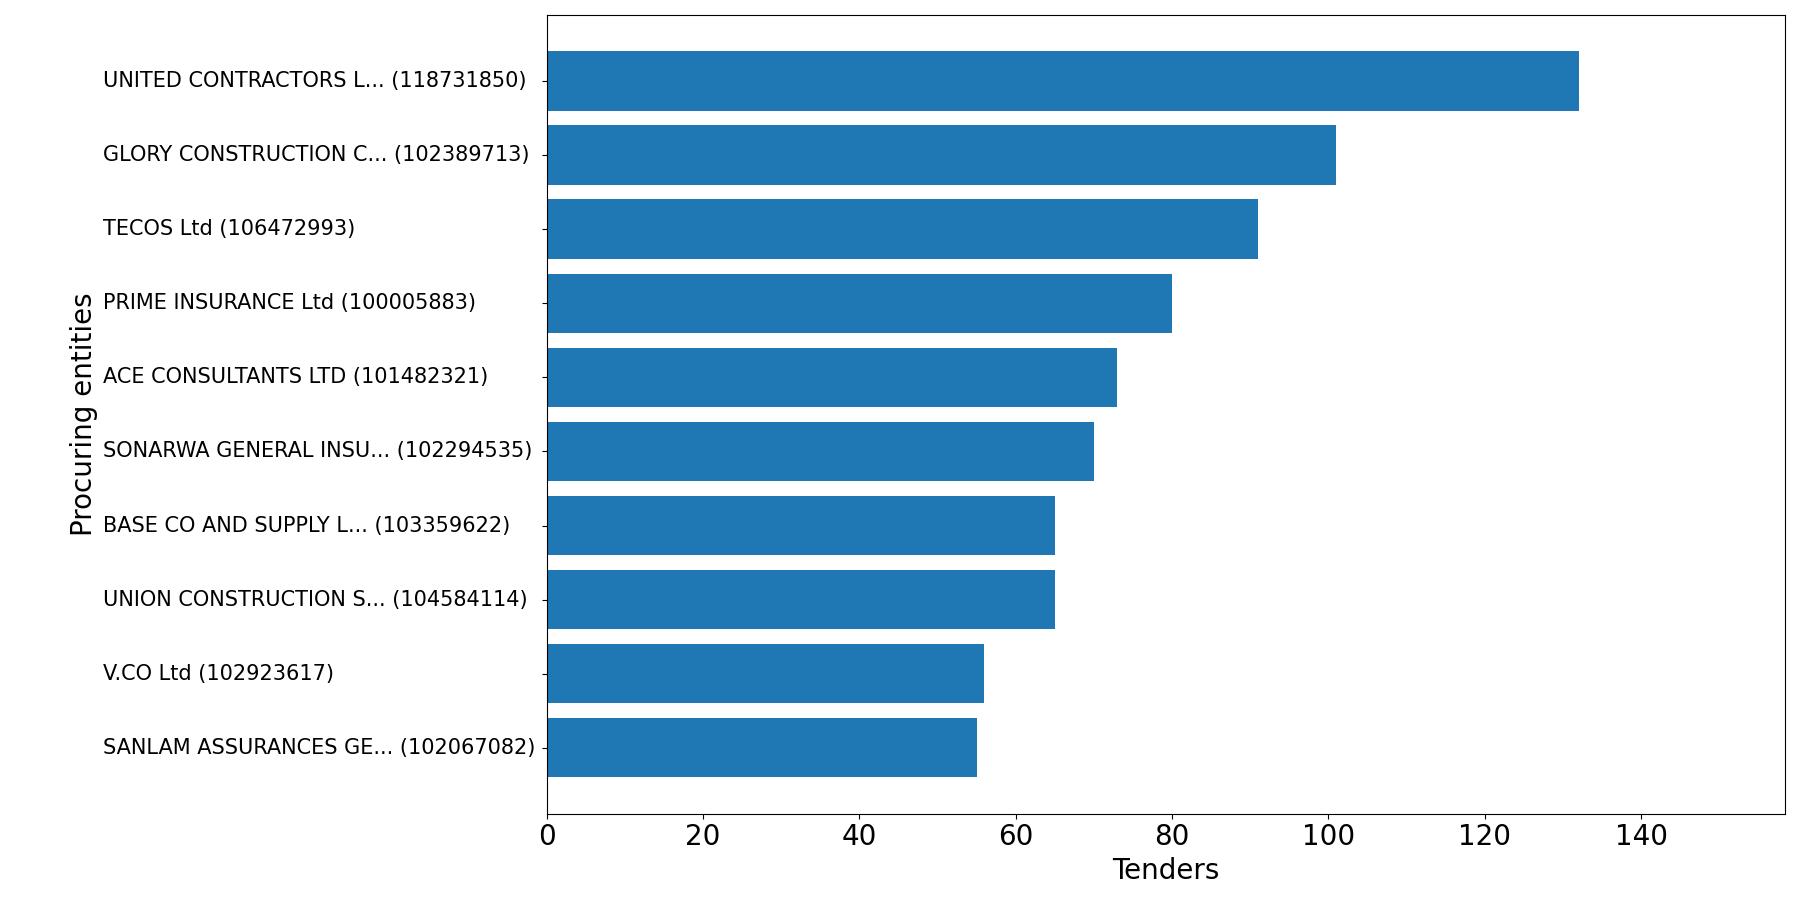 Procuring entities
UNITED CONTRACTORS L... (118731850)
GLORY CONSTRUCTION C... (102389713)
TECOS Ltd (106472993)
PRIME INSURANCE Ltd (100005883)
ACE CONSULTANTS LTD (101482321)
SONARWA GENERAL INSU... (102294535)
BASE CO AND SUPPLY L... (103359622)
UNION CONSTRUCTION S... (104584114)
V.CO Ltd (102923617)
SANLAM ASSURANCES GE... (102067082)
0 20 40 60 80 100 120 140
Tenders